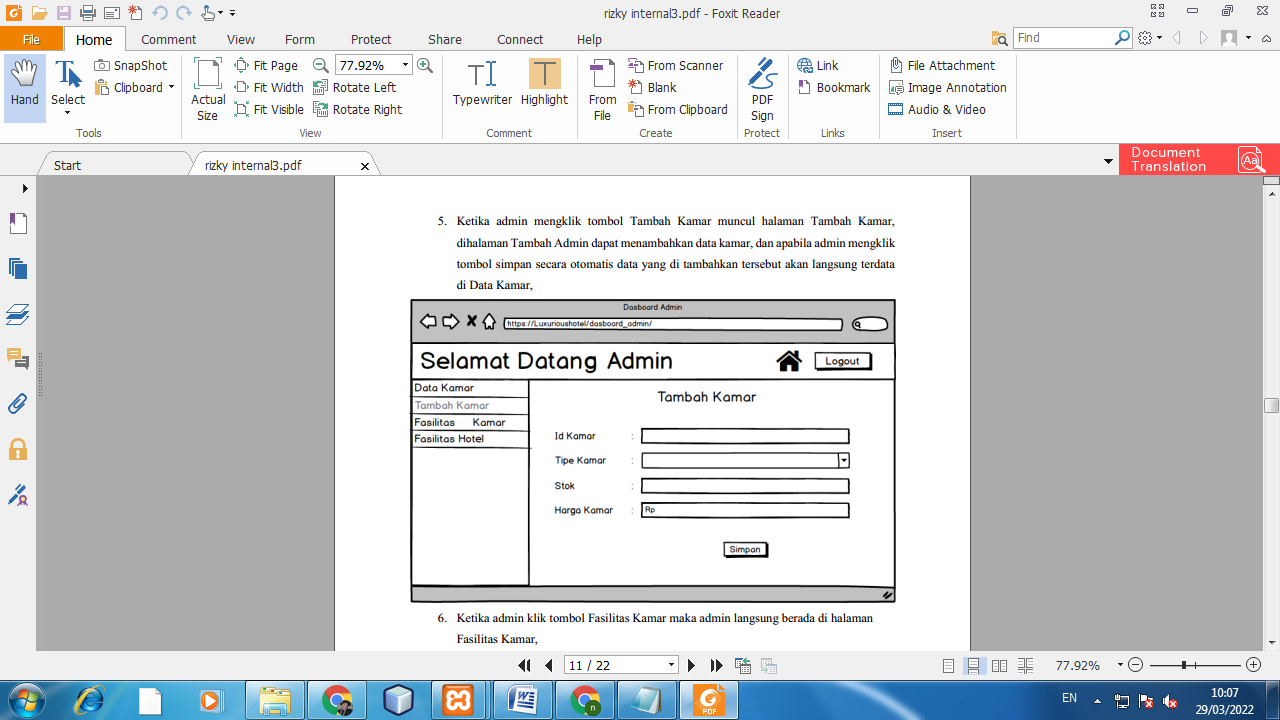 rizky internal3.pdf - Foxit Reader
File Home Comment View Form Protect Share Connect Help Find
Hand
Select
SnapShot
Clipboard
Tools
Actual Size
Fit Page
Fit Width
Fit Visible
77.92%
Rotate Left
Rotate Right
View
Typewriter
Highlight
Comment
From File
From Scanner
Blank
From Clipboard
Create
PDF Sign
Protect
Link
Bookmark
Links
File Attachment
Image Annotation
Audio & Video
Insert
Start
rizky internal3.pdf
Document
Translation
5. Ketika admin mengklik tombol Tambah Kamar muncul halaman Tambah Kamar,
dihalaman Tambah Admin dapat menambahkan data kamar, dan apabila admin mengklik
tombol simpan secara otomatis data yang di tambahkan tersebut akan langsung terdata
di Data Kamar,
Dasboard Admin
https://Luxurioushotel/dasboard_admin/
Selamat Datang Admin
Logout
Data Kamar
Tambah Kamar
Fasilitas Kamar
Fasilitas Hotel
Tambah Kamar
Id Kamar :
Tipe Kamar :
Stok :
Harga Kamar : Rp
Simpan
6. Ketika admin klik tombol Fasilitas Kamar maka admin langsung berada di halaman
Fasilitas Kamar,
11 / 22
77.92%
EN
10:07
29/03/2022